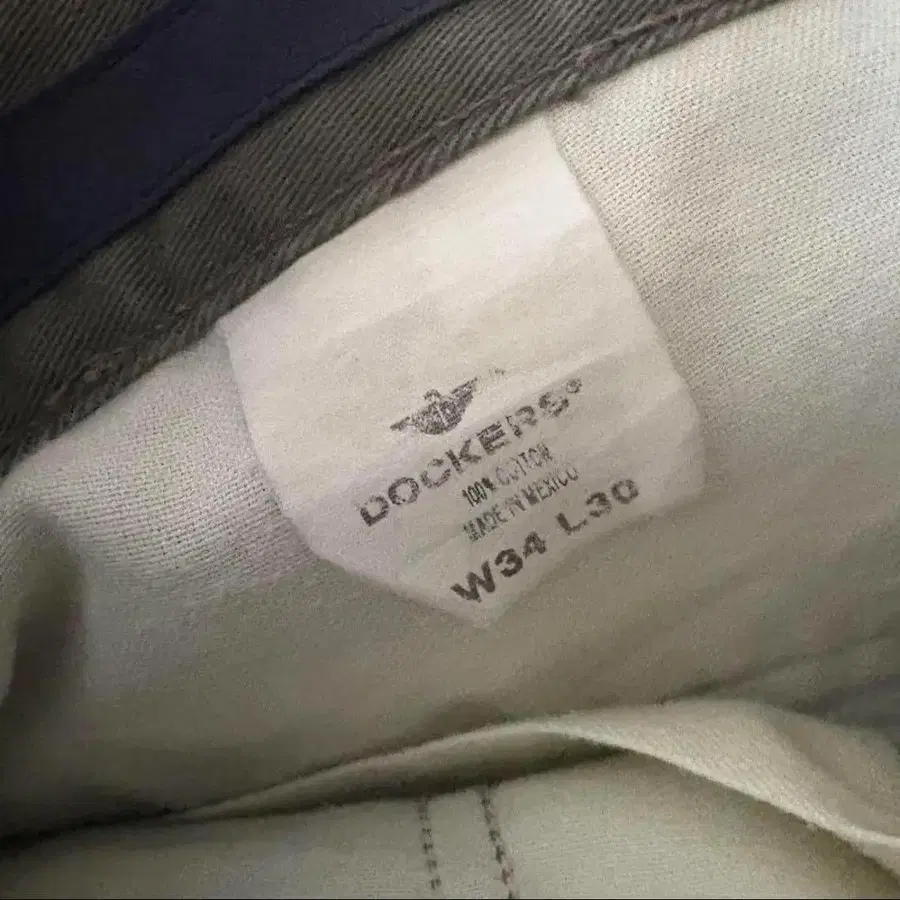 DOCKERS®
100% COTTON
MADE IN MEXICO
W34 L30